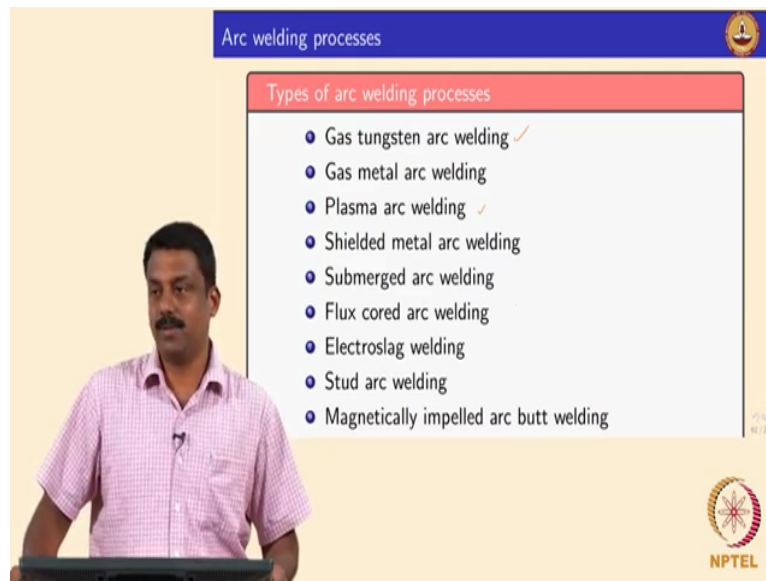 Arc welding processes
Types of arc welding processes
Gas tungsten arc welding
Gas metal arc welding
Plasma arc welding
Shielded metal arc welding
Submerged arc welding
Flux cored arc welding
Electroslag welding
Stud arc welding
Magnetically impelled arc butt welding
NPTEL